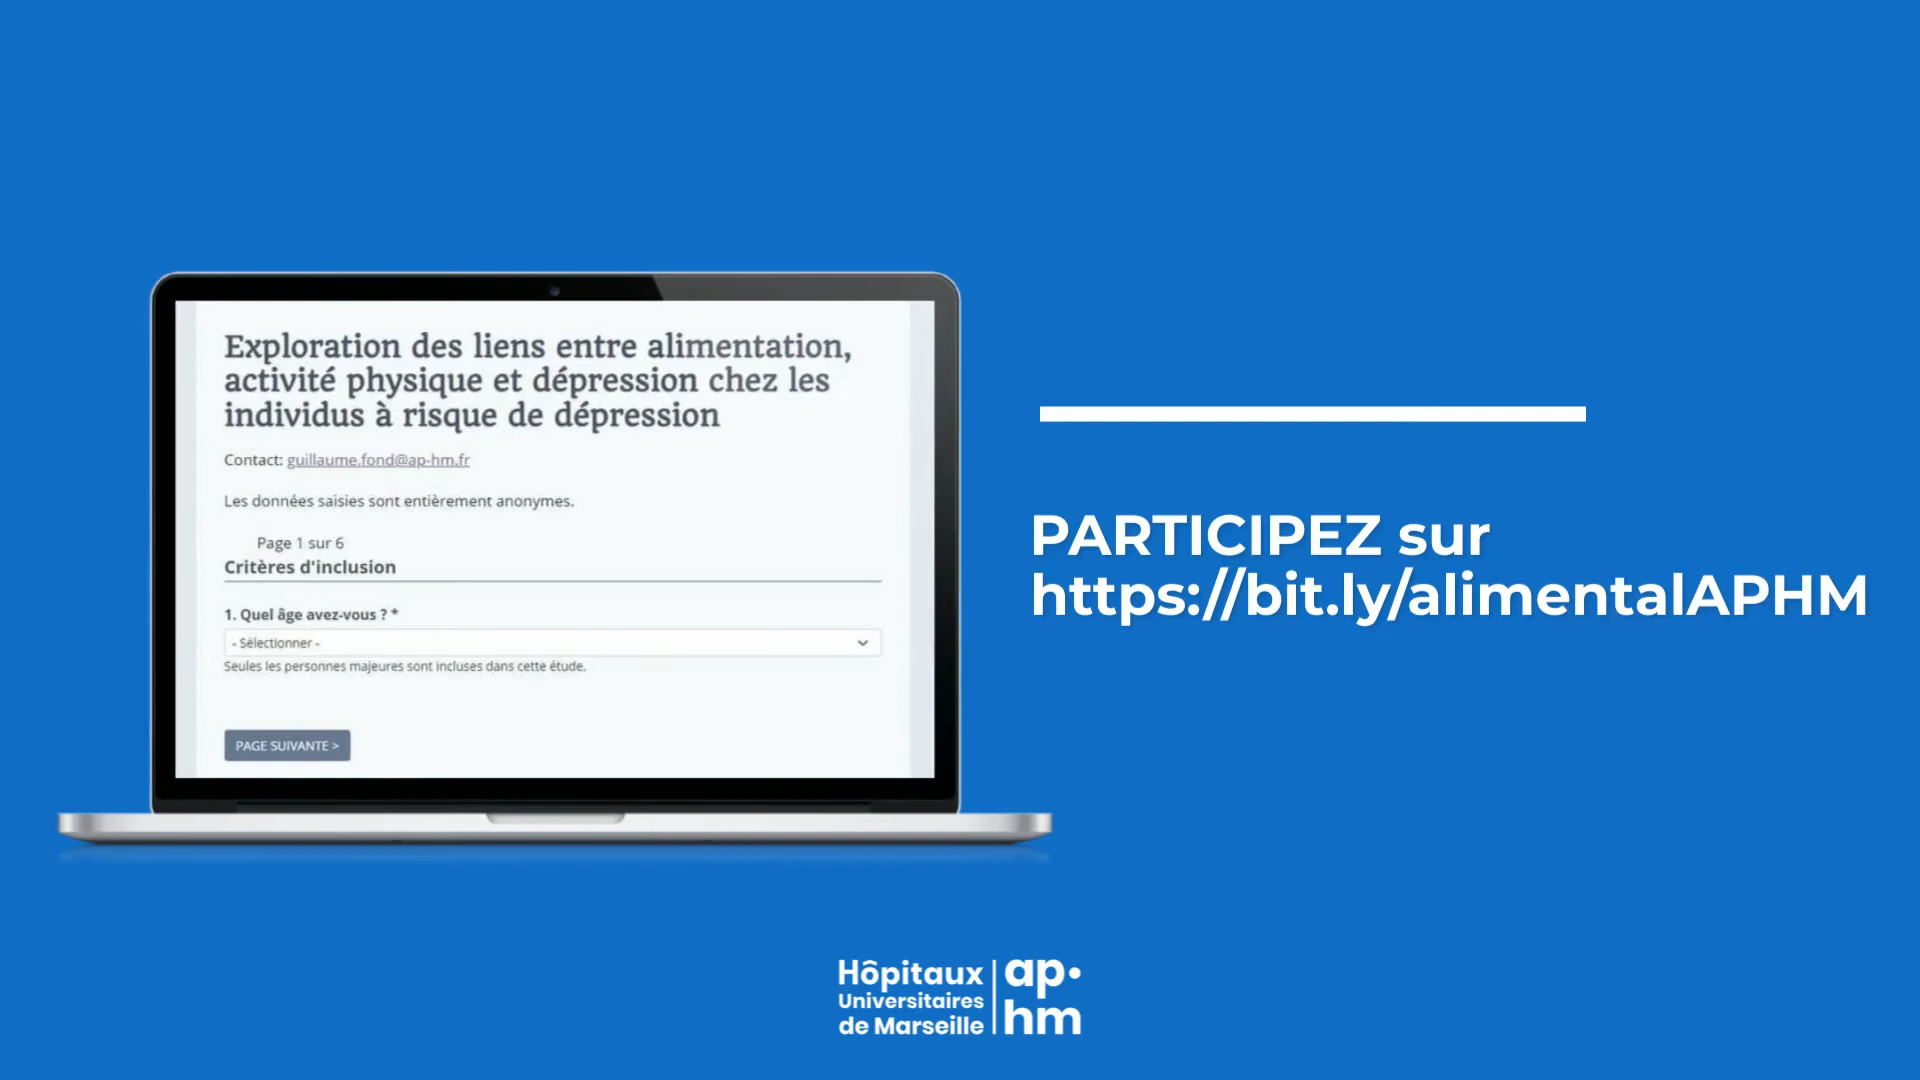 Exploration des liens entre alimentation,
activité physique et dépression chez les
individus à risque de dépression
Contact: guillaume.fond@ap-hm.fr
Les données saisies sont entièrement anonymes.
Page 1 sur 6
Critères d'inclusion
1. Quel âge avez-vous ? *
- Sélectionner -
Seules les personnes majeures sont incluses dans cette étude.
PAGE SUIVANTE >
PARTICIPEZ sur
https://bit.ly/alimentalAPHM
Hôpitaux
Universitaires
de Marseille
ap•
hm